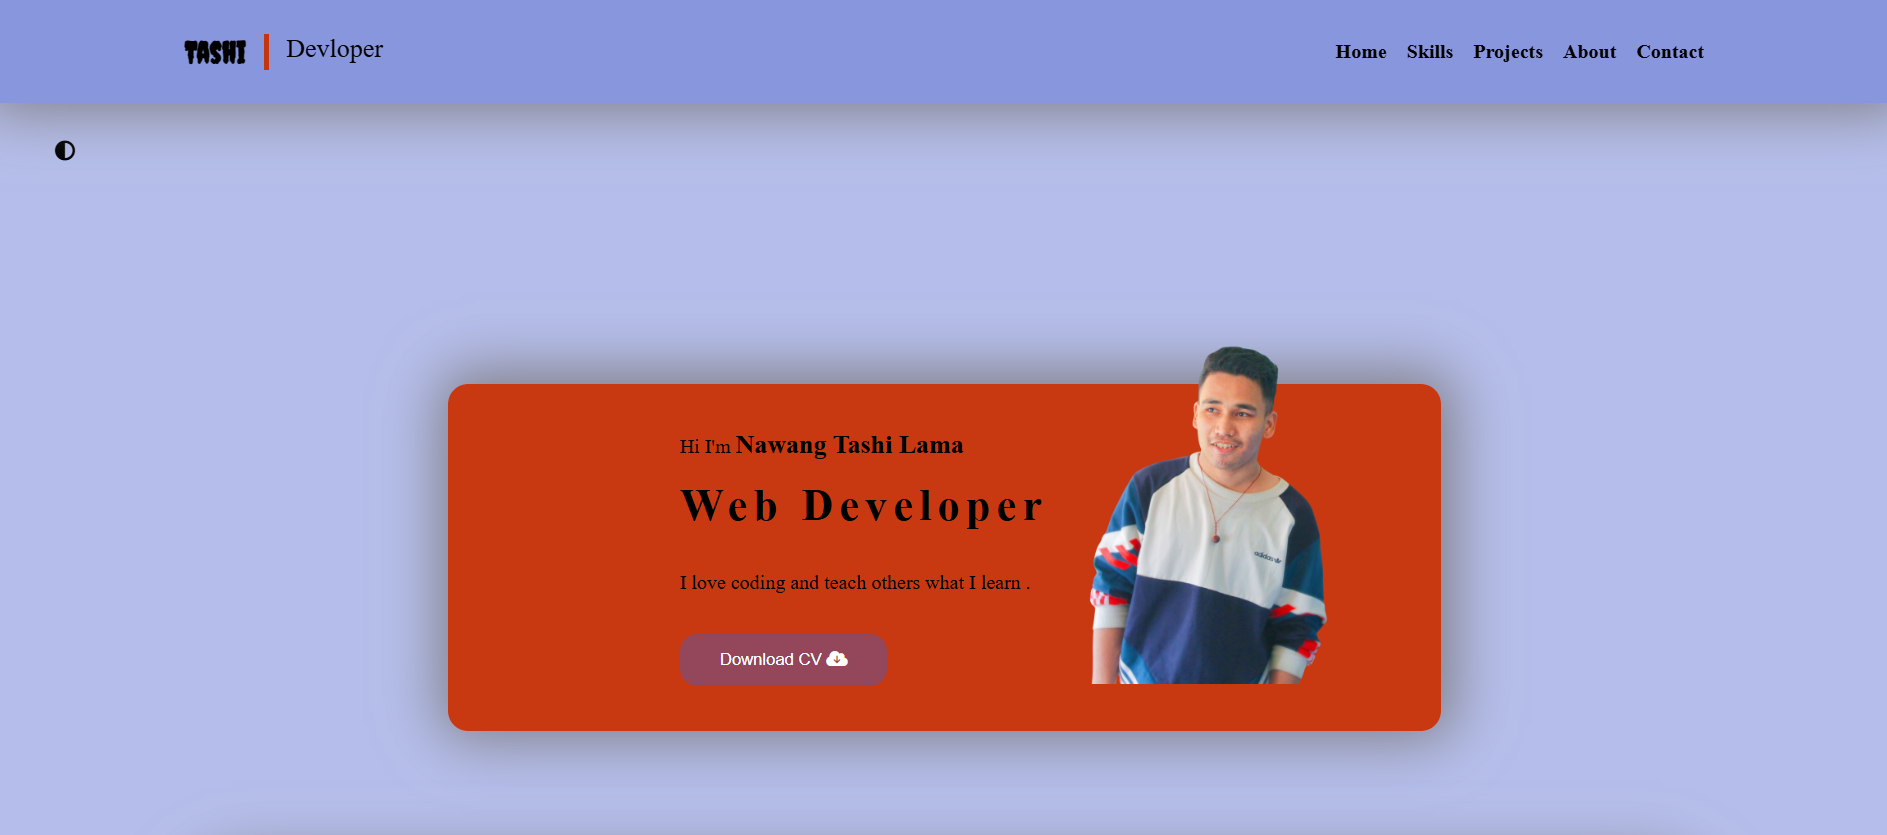 TASHI
Devloper
Home Skills Projects About Contact
Hi I'm Nawang Tashi Lama
Web Developer
I love coding and teach others what I learn .
adidas
Download CV